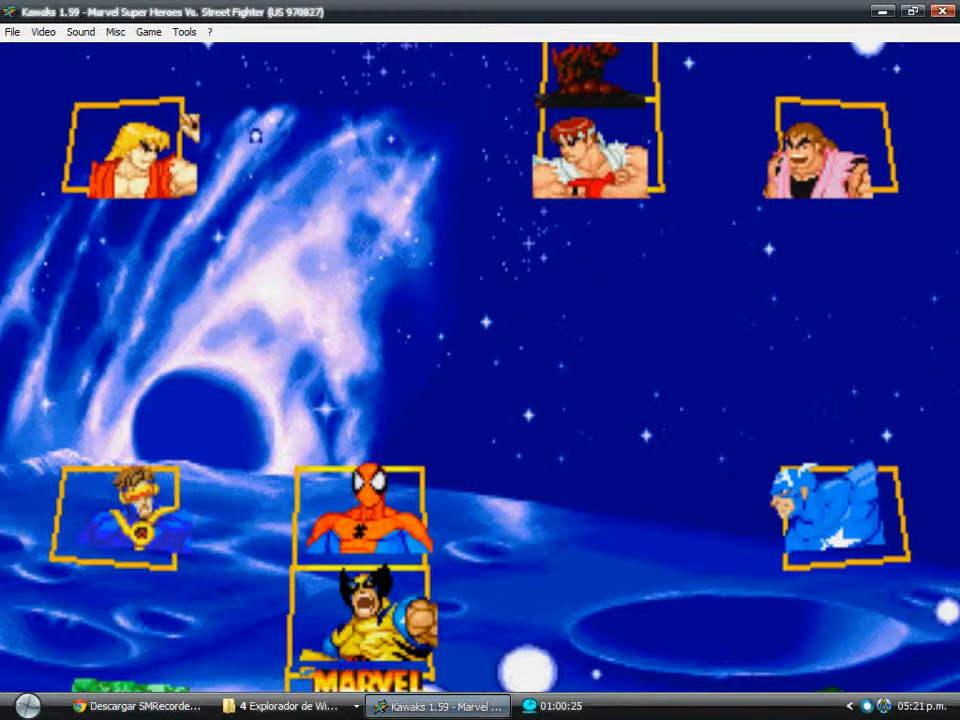 Kawaks 1.59 - Marvel Super Heroes Vs. Street Fighter (US 970827)
File Video Sound Misc Game Tools ?
MARVEL
Descargar SMRecorde... 4 Explorador de Wi... Kawaks 1.59 - Marvel ... 01:00:25 05:21 p.m.